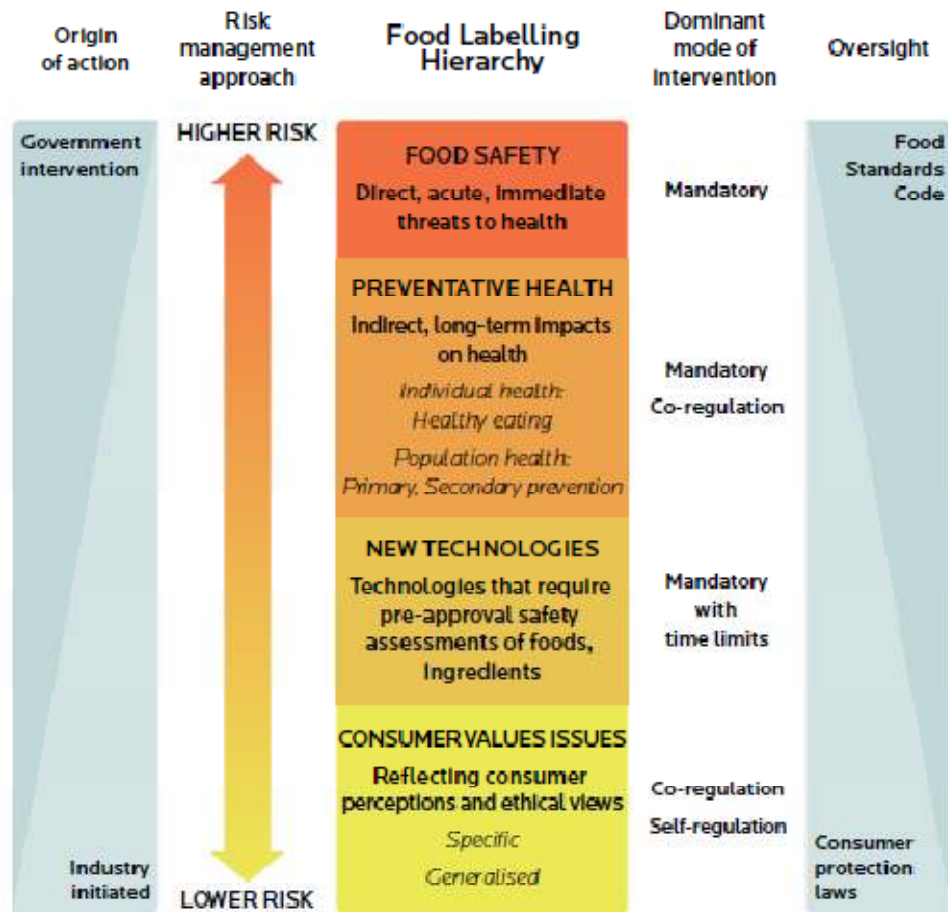 Origin
of action
Risk
management
approach
Food Labelling
Hierarchy
Dominant
mode of
intervention
Oversight
Government
intervention
HIGHER RISK
FOOD SAFETY
Direct, acute, immediate
threats to health
Mandatory
Food
Standards
Code
PREVENTATIVE HEALTH
Indirect, long-term impacts
on health
Individual health:
Healthy eating
Population health:
Primary, Secondary prevention
Mandatory
Co-regulation
NEW TECHNOLOGIES
Technologies that require
pre-approval safety
assessments of foods,
Ingredients
Mandatory
with
time limits
CONSUMER VALUES ISSUES
Reflecting consumer
perceptions and ethical views
Specific
Generalised
Co-regulation
Self-regulation
Industry
initiated
LOWER RISK
Consumer
protection
laws